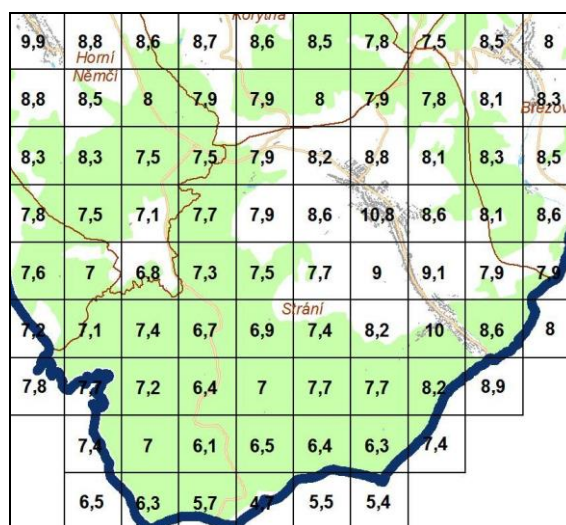 Korytná
9,9 8,8 8,6 8,7 8,6 8,5 7,8 7,5 8,5 8
Horní
Němčí
8,8 8,5 8 7,9 7,9 8 7,9 7,8 8,1 8,3
Březov
8,3 8,3 7,5 7,5 7,9 8,2 8,8 8,1 8,3 8,5
7,8 7,5 7,1 7,7 7,9 8,6 10,8 8,6 8,1 8,6
7,6 7 6,8 7,3 7,5 7,7 9 9,1 7,9 7,9
Strání
7,2 7,1 7,4 6,7 6,9 7,4 8,2 10 8,6 8
7,8 7,7 7,2 6,4 7 7,7 7,7 8,2 8,9
7,4 7 6,1 6,5 6,4 6,3 7,4
6,5 6,3 5,7 4,7 5,5 5,4